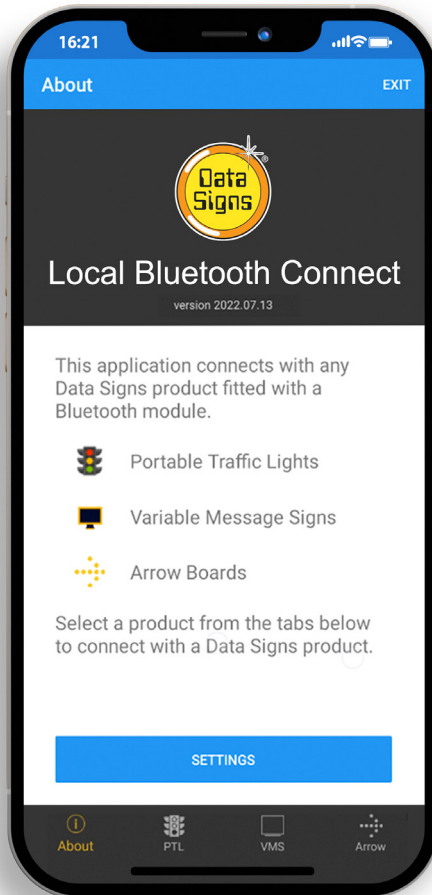 16:21
About
EXIT
Data
Signs
®
Local Bluetooth Connect
version 2022.07.13
This application connects with any
Data Signs product fitted with a
Bluetooth module.
Portable Traffic Lights
Variable Message Signs
Arrow Boards
Select a product from the tabs below
to connect with a Data Signs product.
SETTINGS
About
PTL
VMS
Arrow